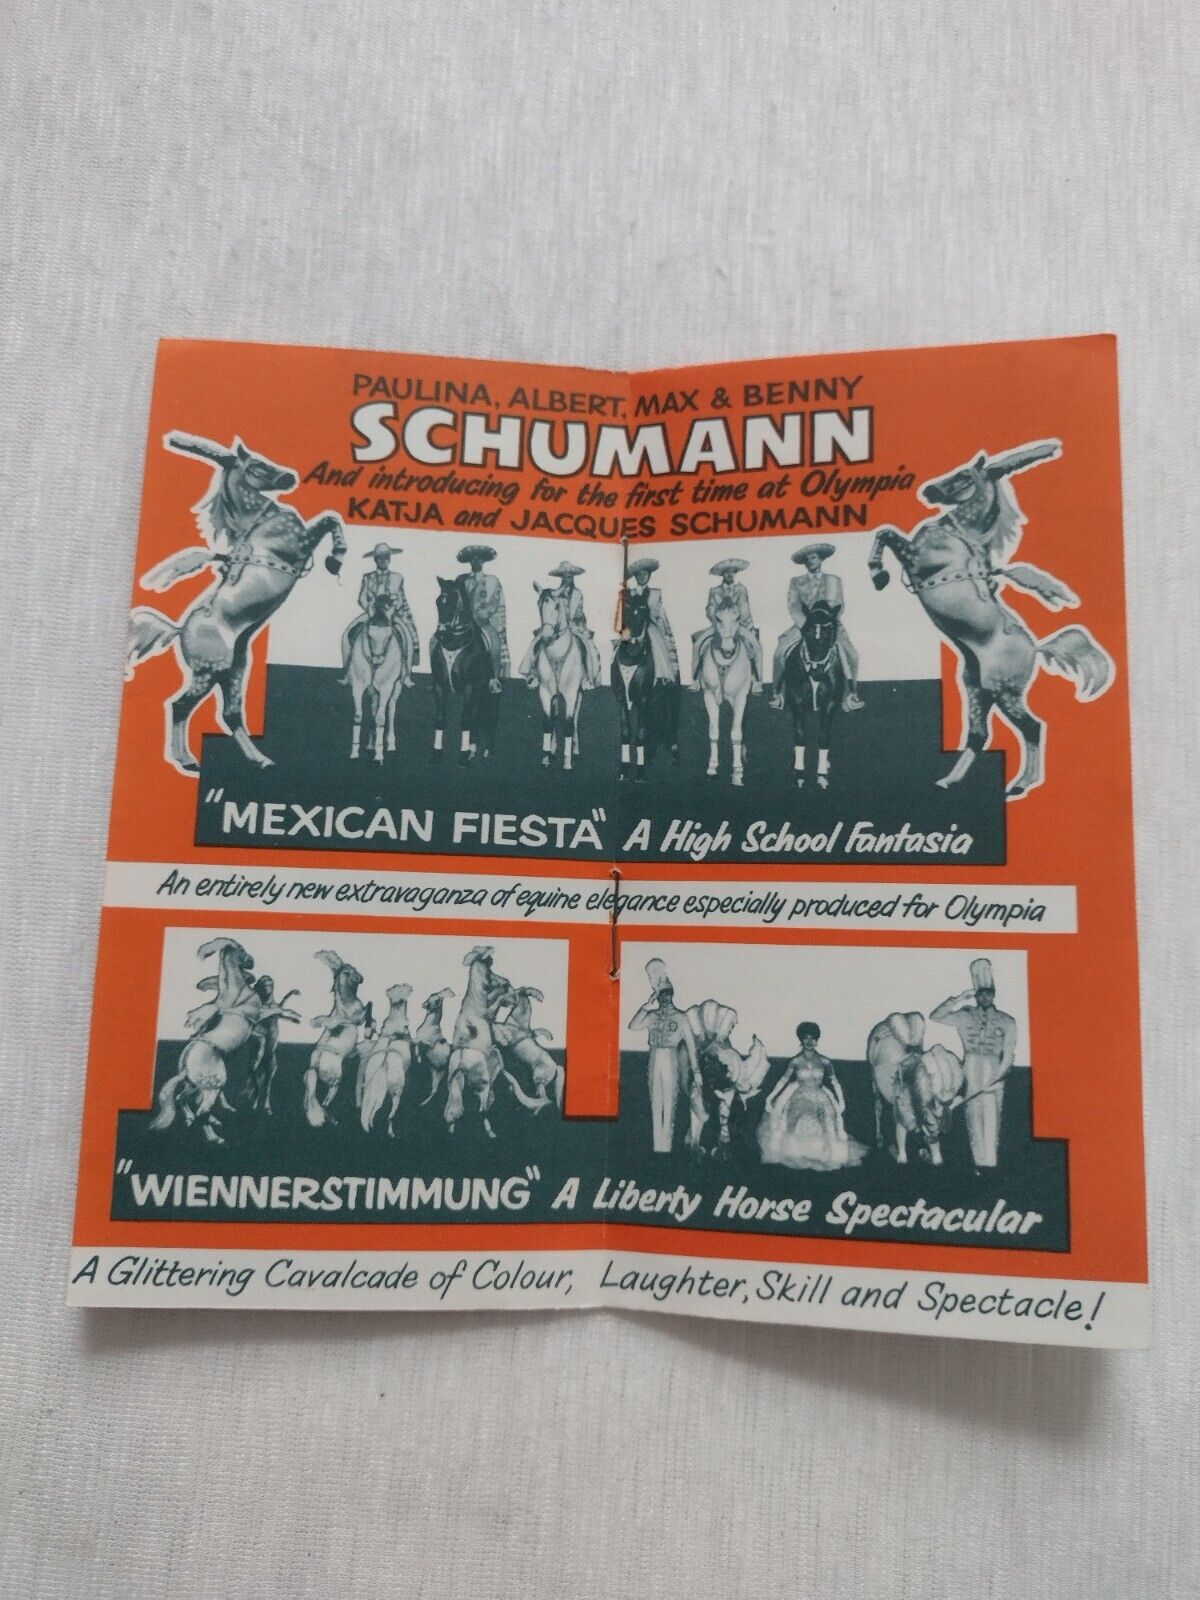 PAULINA, ALBERT, MAX & BENNY
SCHUMANN
And introducing for the first time at Olympia
KATJA and JACQUES SCHUMANN
"MEXICAN FIESTA" A High School Fantasia
An entirely new extravaganza of equine elegance especially produced for Olympia
"WIENNERSTIMMUNG" A Liberty Horse Spectacular
A Glittering Cavalcade of Colour, Laughter, Skill and Spectacle!